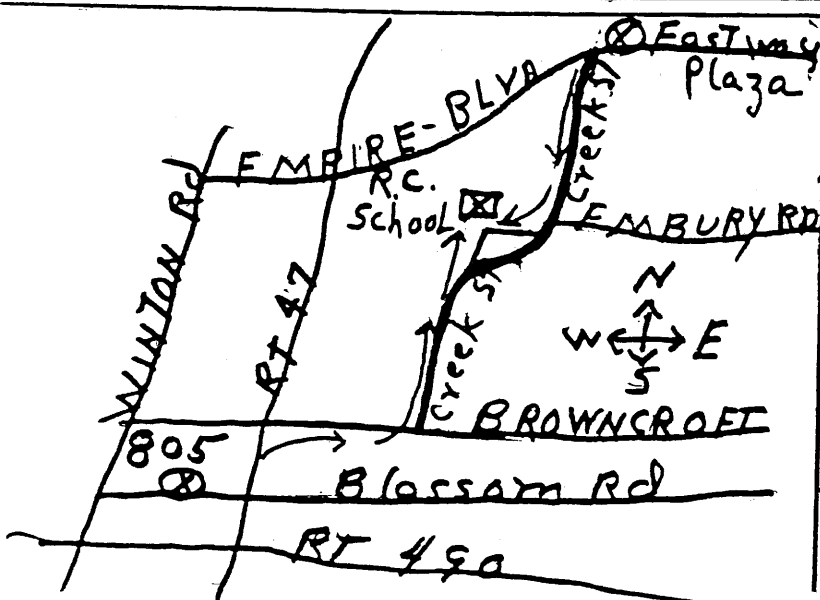 Eastway
Plaza
EMPIRE-BLVD
Creek St
R.C.
School
EMBURY RD
WINTON Rd
RT 47
N
W E
S
Creek St
BROWNCROFT
805
Blossom Rd
RT 490